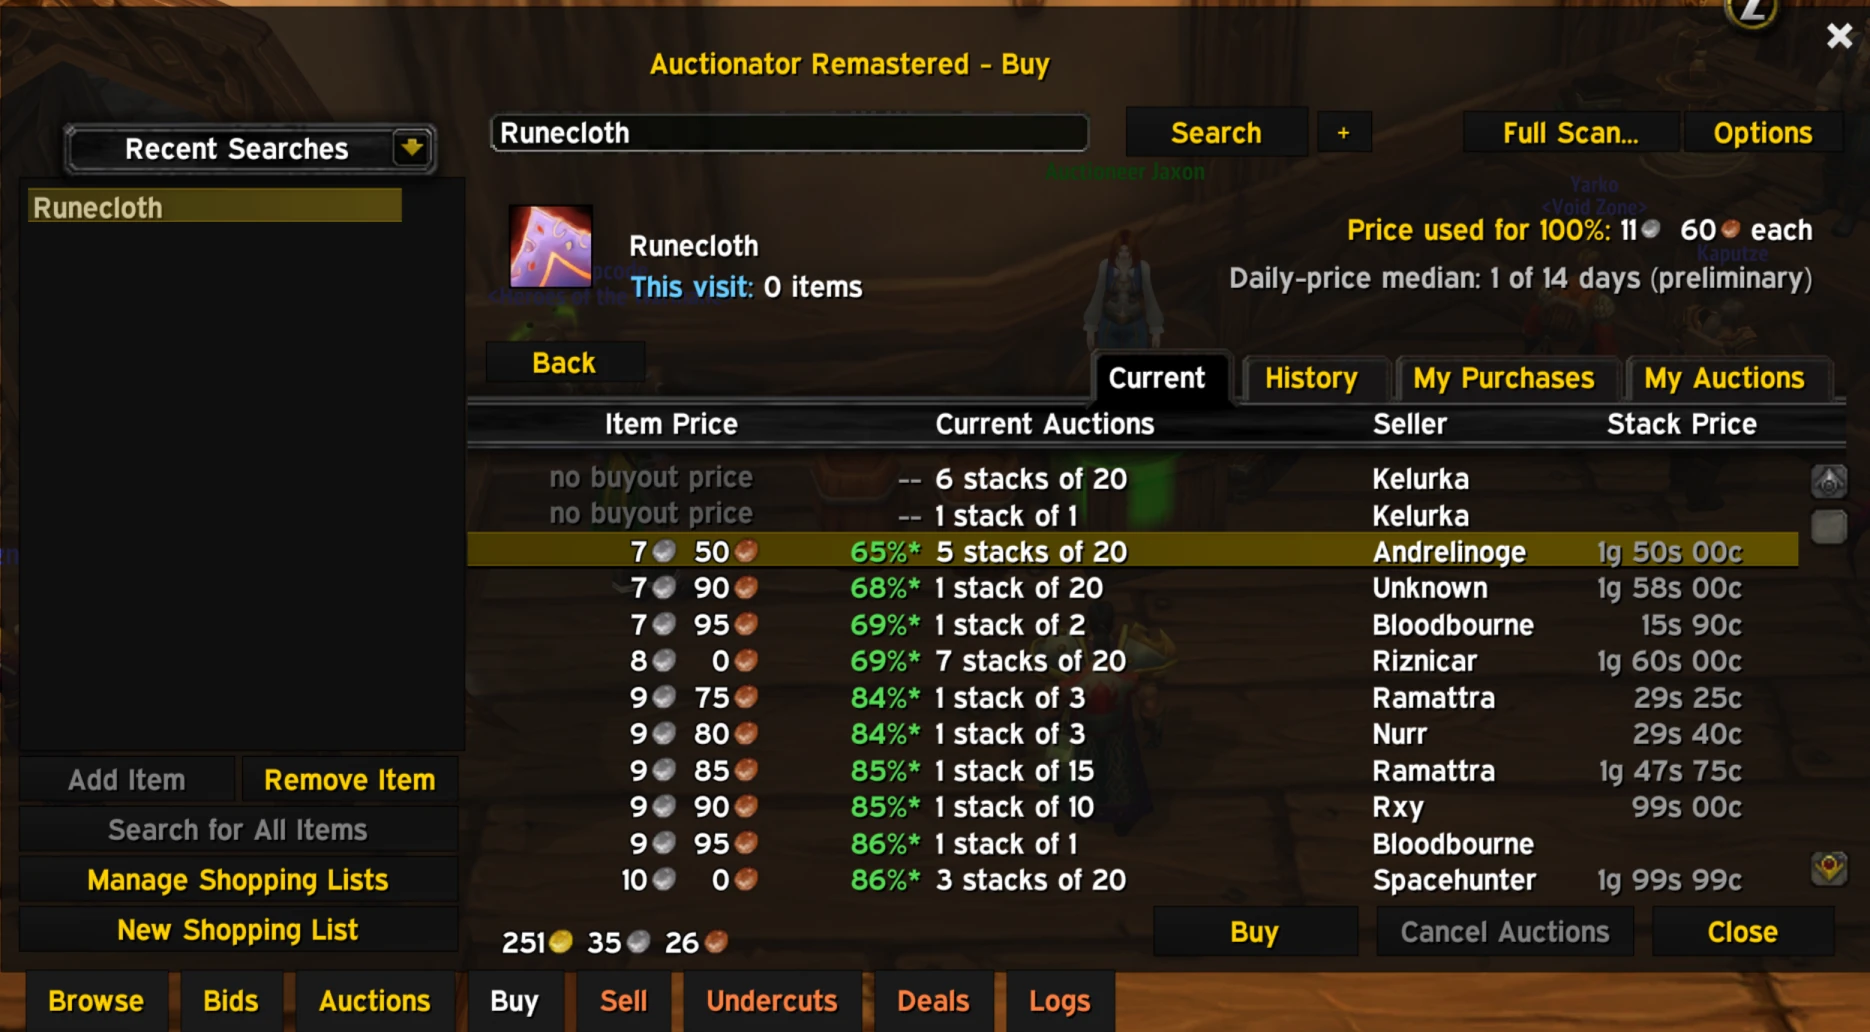 Auctionator Remastered - Buy
Recent Searches
Runecloth
Search
+
Full Scan...
Options
Auctioneer Jaxon
Yarko
<Void Zone>
Runecloth
Runecloth
This visit: 0 items
Price used for 100%: 11 60 each
Kaputze
Daily-price median: 1 of 14 days (preliminary)
Back
Current
History
My Purchases
My Auctions
Item Price Current Auctions Seller Stack Price
no buyout price -- 6 stacks of 20 Kelurka
no buyout price -- 1 stack of 1 Kelurka
7 50 65%* 5 stacks of 20 Andrelinoge 1g 50s 00c
7 90 68%* 1 stack of 20 Unknown 1g 58s 00c
7 95 69%* 1 stack of 2 Bloodbourne 15s 90c
8 0 69%* 7 stacks of 20 Riznicar 1g 60s 00c
9 75 84%* 1 stack of 3 Ramattra 29s 25c
9 80 84%* 1 stack of 3 Nurr 29s 40c
9 85 85%* 1 stack of 15 Ramattra 1g 47s 75c
9 90 85%* 1 stack of 10 Rxy 99s 00c
9 95 86%* 1 stack of 1 Bloodbourne
10 0 86%* 3 stacks of 20 Spacehunter 1g 99s 99c
Add Item
Remove Item
Search for All Items
Manage Shopping Lists
New Shopping List
251 35 26
Buy
Cancel Auctions
Close
Browse
Bids
Auctions
Buy
Sell
Undercuts
Deals
Logs